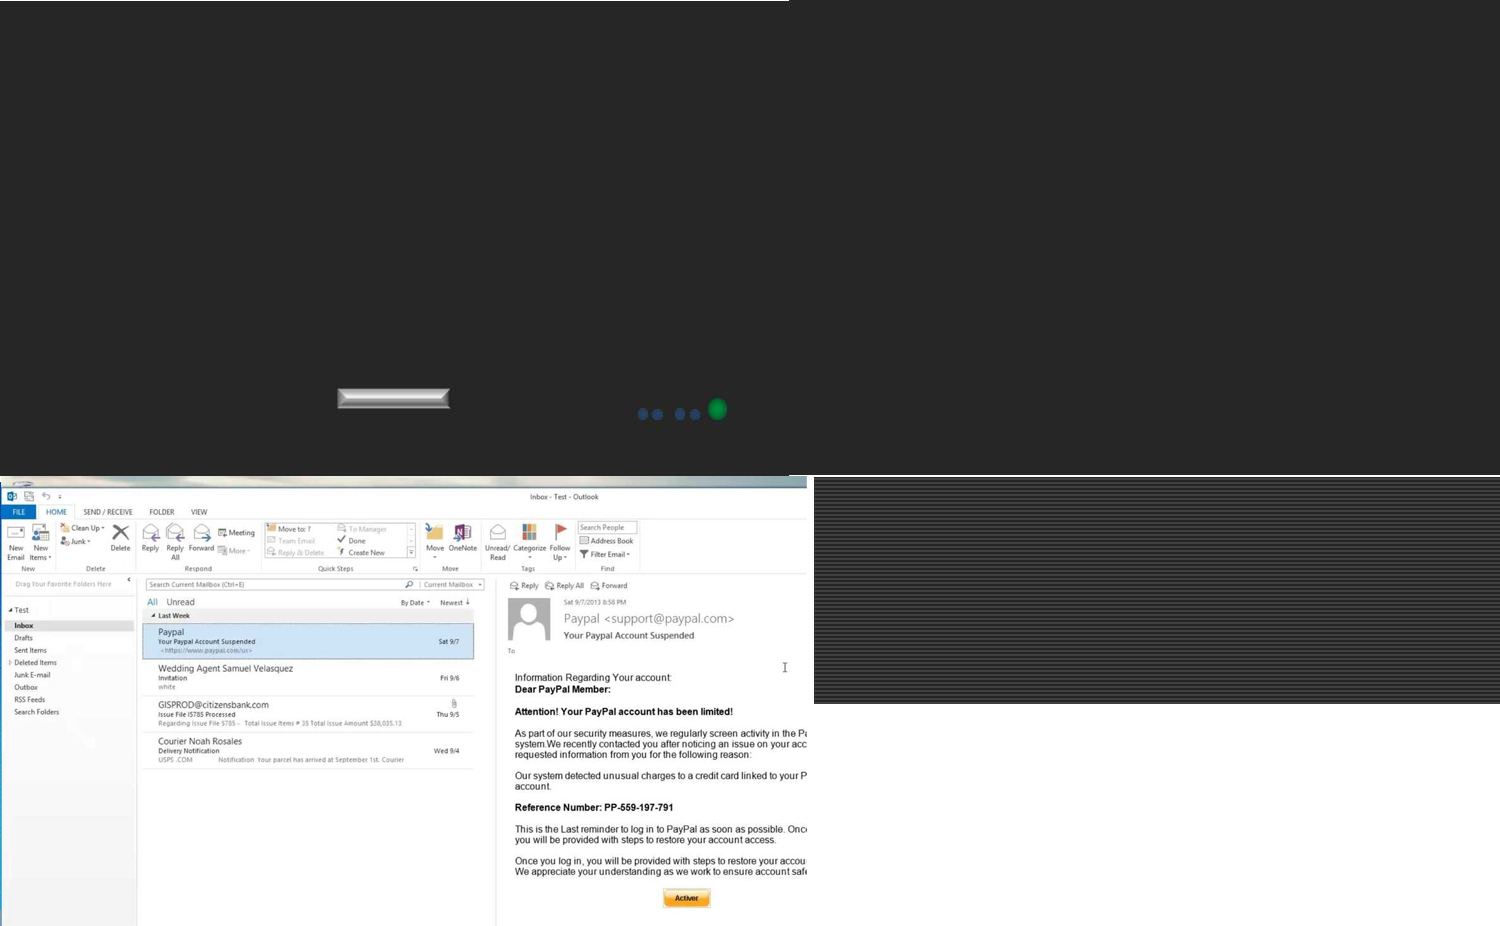 Inbox - Test - Outlook
FILE HOME SEND / RECEIVE FOLDER VIEW
New Email
New Items
Clean Up
Junk
Delete
Reply
Reply All
Forward
Meeting
More
Move to: ?
Team Email
Reply & Delete
To Manager
Done
Create New
Move
OneNote
Unread/ Read
Categorize
Follow Up
Search People
Address Book
Filter Email
New Delete Respond Quick Steps Move Tags Find
Drag Your Favorite Folders Here
Test
Inbox
Drafts
Sent Items
Deleted Items
Junk E-mail
Outbox
RSS Feeds
Search Folders
Search Current Mailbox (Ctrl+E) Current Mailbox
All Unread By Date Newest
Last Week
Paypal
Your Paypal Account Suspended Sat 9/7
<https://www.paypal.com/us>
Wedding Agent Samuel Velasquez
Invitation Fri 9/6
white
GISPROD@citizensbank.com
Issue File I5785 Processed Thu 9/5
Regarding Issue File 5785 - Total Issue Items # 35 Total Issue Amount $30,035.13
Courier Noah Rosales
Delivery Notification Wed 9/4
USPS .COM Notification Your parcel has arrived at September 1st. Courier
Reply Reply All Forward
Sat 9/7/2013 8:58 PM
Paypal <support@paypal.com>
Your Paypal Account Suspended
To
Information Regarding Your account:
Dear PayPal Member:
Attention! Your PayPal account has been limited!
As part of our security measures, we regularly screen activity in the Pa
system.We recently contacted you after noticing an issue on your acc
requested information from you for the following reason:
Our system detected unusual charges to a credit card linked to your P
account.
Reference Number: PP-559-197-791
This is the Last reminder to log in to PayPal as soon as possible. Once
you will be provided with steps to restore your account access.
Once you log in, you will be provided with steps to restore your accou
We appreciate your understanding as we work to ensure account safe
Activer